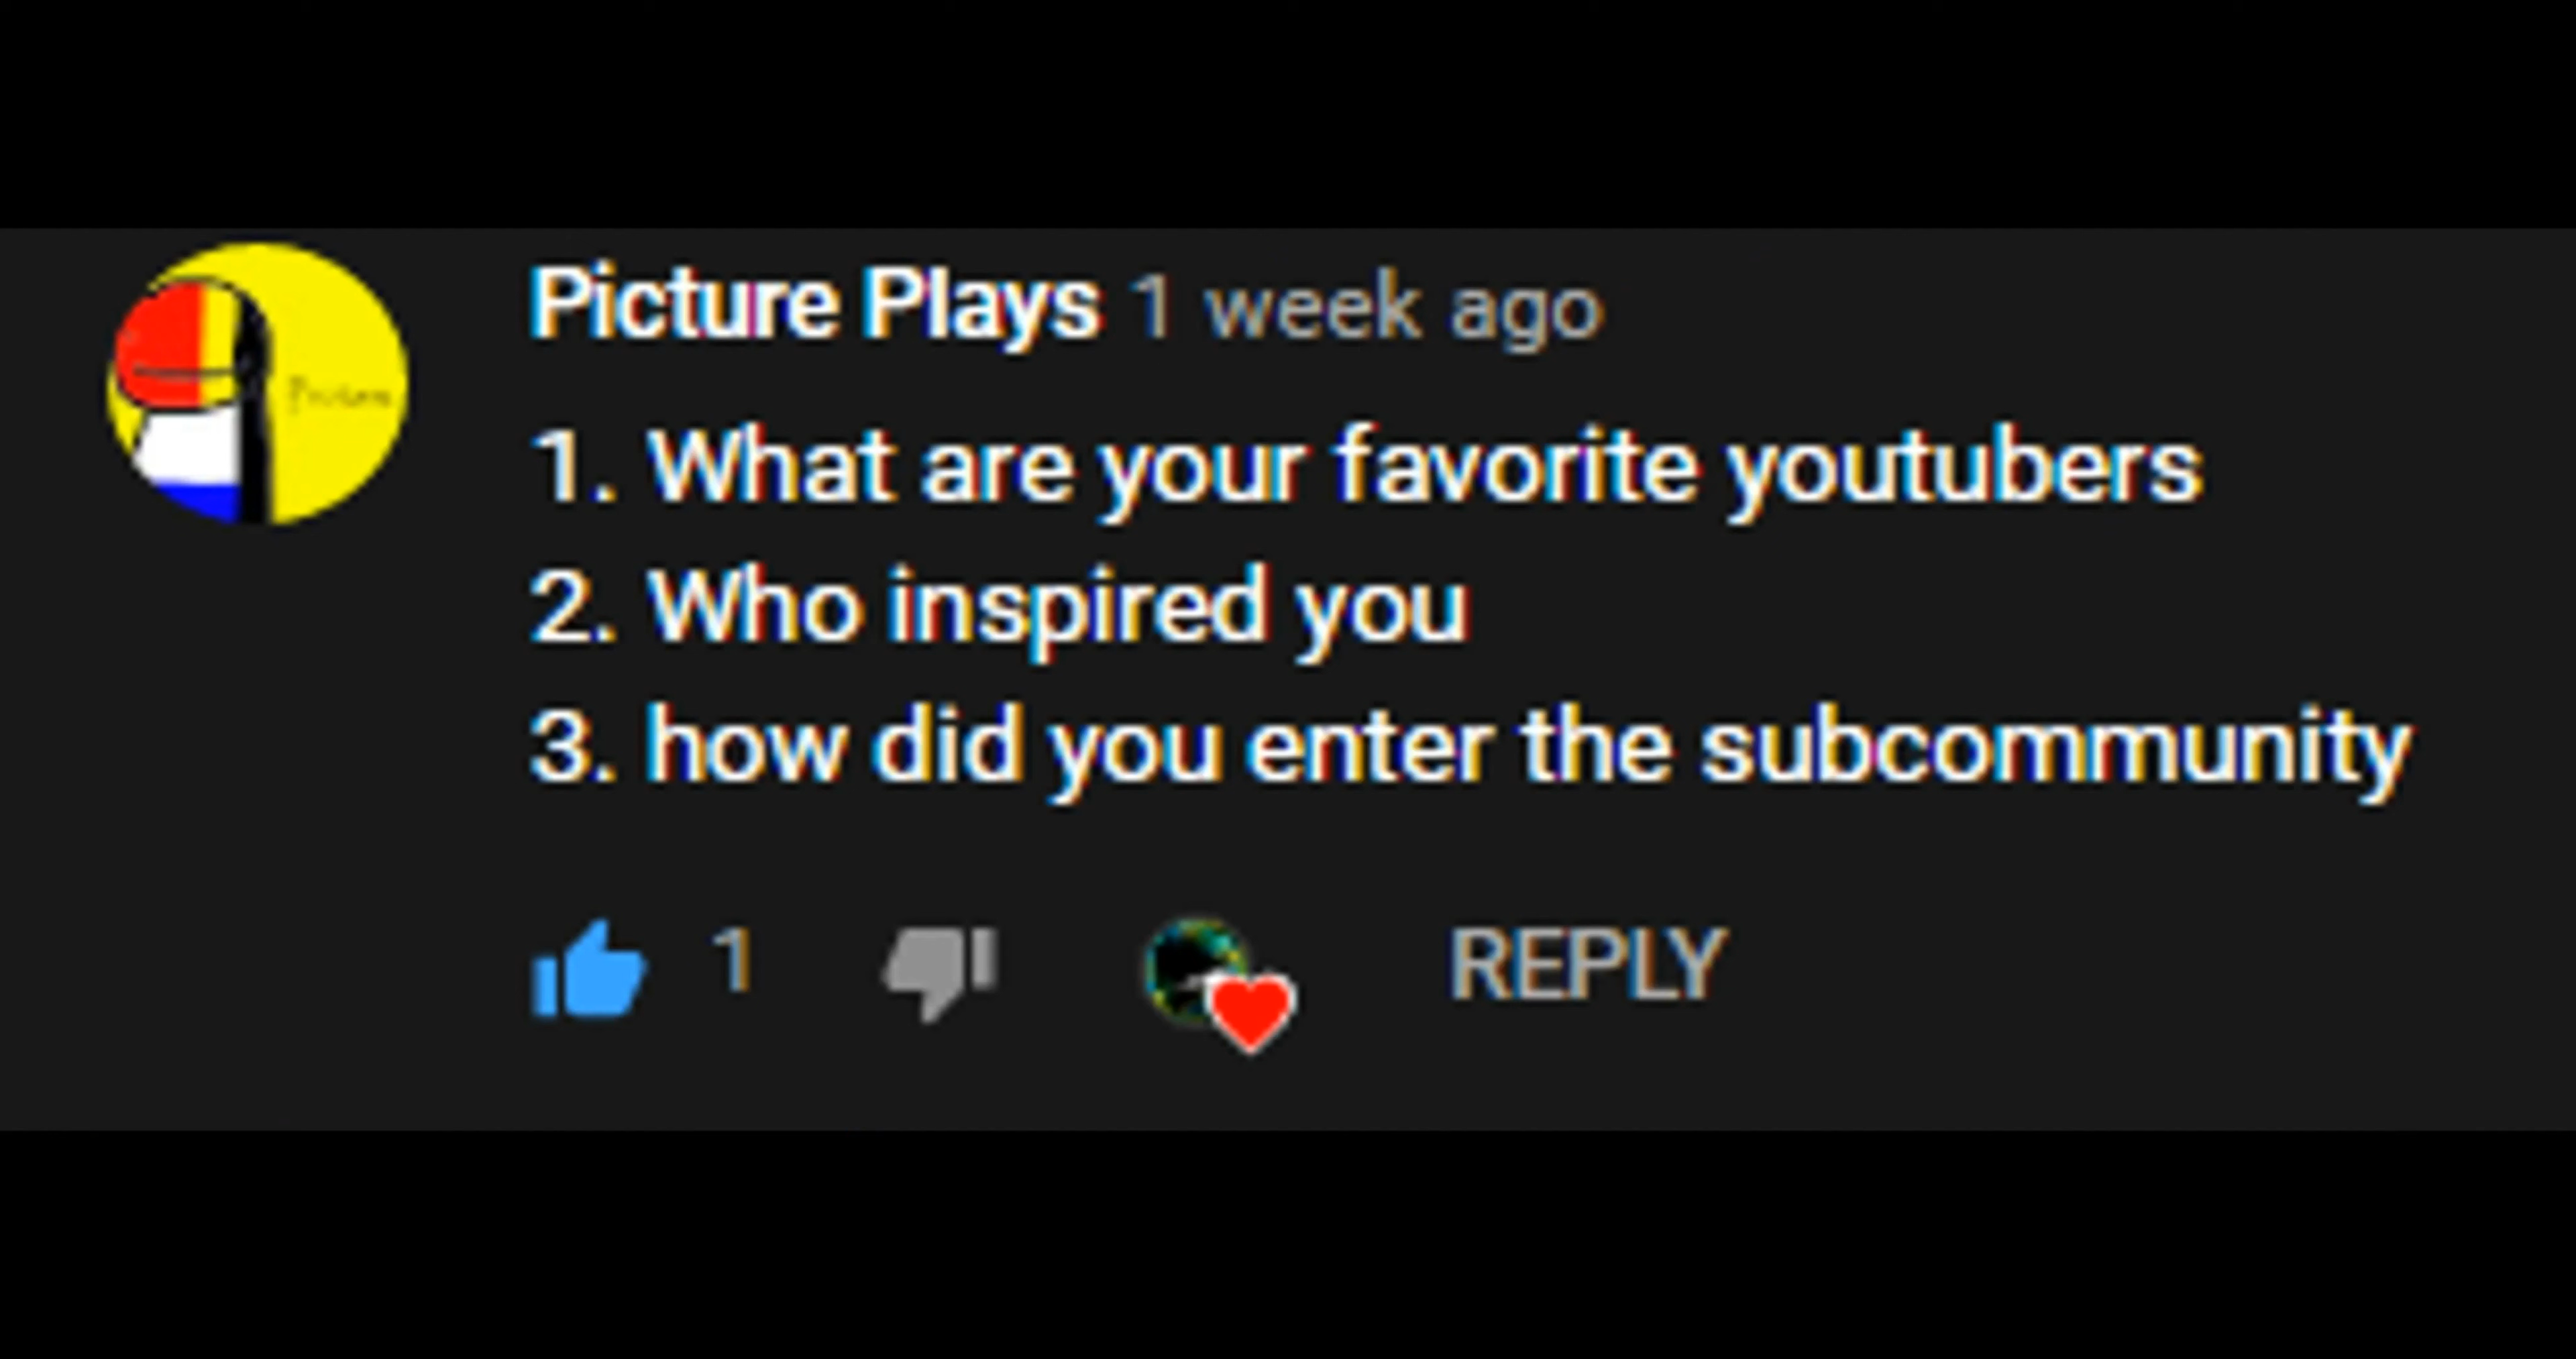 Picture Plays 1 week ago
1. What are your favorite youtubers
2. Who inspired you
3. how did you enter the subcommunity
1 REPLY